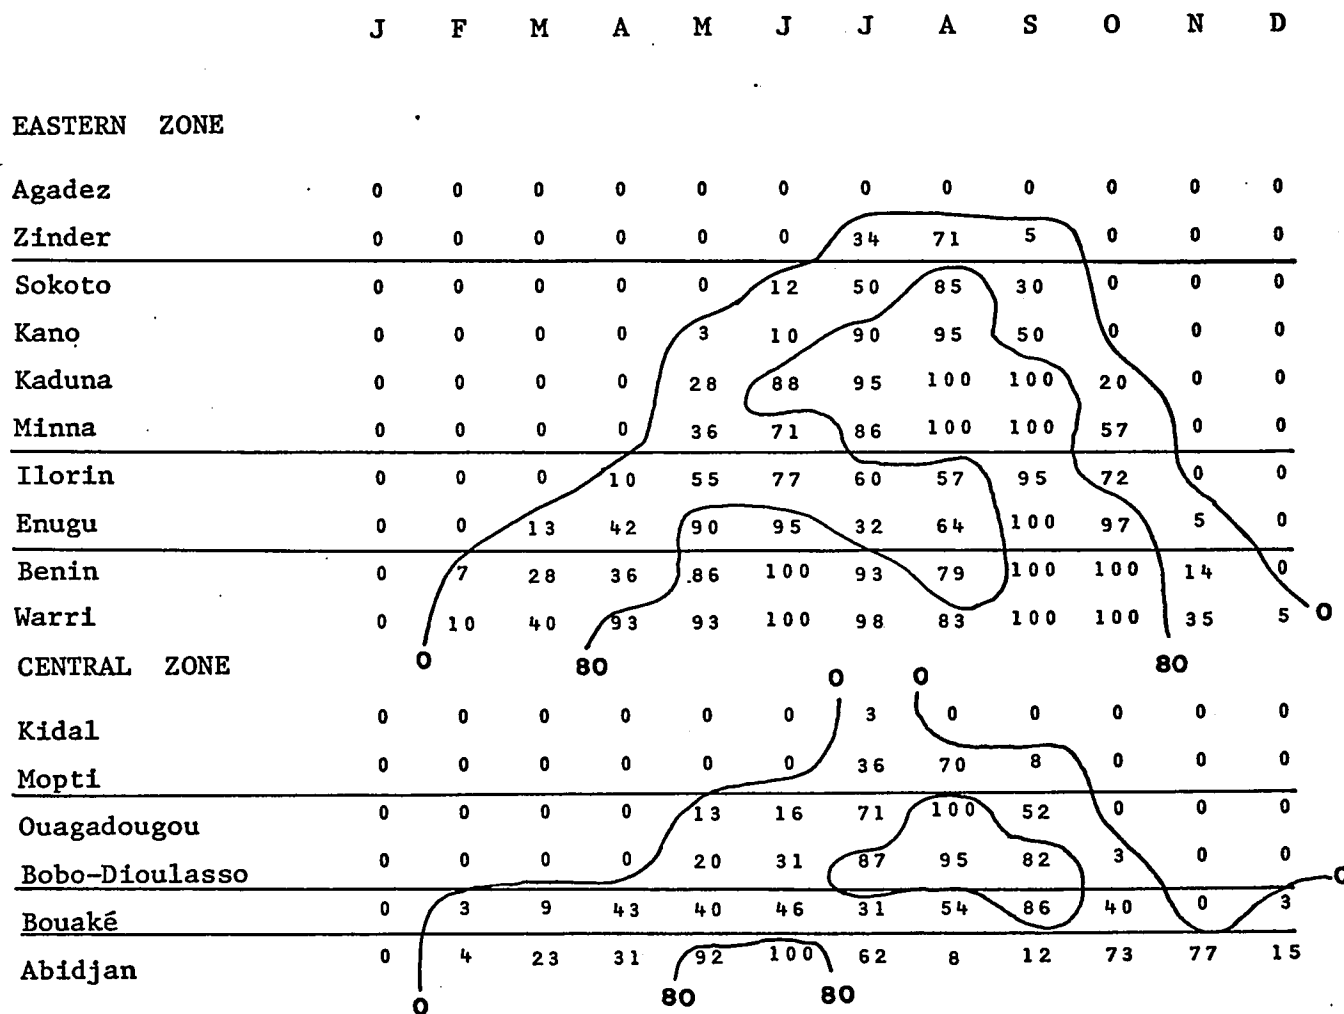 J F M A M J J A S O N D
EASTERN ZONE
Agadez 0 0 0 0 0 0 0 0 0 0 0 0
Zinder 0 0 0 0 0 0 34 71 5 0 0 0
Sokoto 0 0 0 0 0 12 50 85 30 0 0 0
Kano 0 0 0 0 3 10 90 95 50 0 0 0
Kaduna 0 0 0 0 28 88 95 100 100 20 0 0
Minna 0 0 0 0 36 71 86 100 100 57 0 0
Ilorin 0 0 0 10 55 77 60 57 95 72 0 0
Enugu 0 0 13 42 90 95 32 64 100 97 5 0
Benin 0 7 28 36 86 100 93 79 100 100 14 0
Warri 0 10 40 93 93 100 98 83 100 100 35 5 0
0 80 80
CENTRAL ZONE
0 0
Kidal 0 0 0 0 0 0 3 0 0 0 0 0
Mopti 0 0 0 0 0 0 36 70 8 0 0 0
Ouagadougou 0 0 0 0 13 16 71 100 52 0 0 0
Bobo-Dioulasso 0 0 0 0 20 31 87 95 82 3 0 0 0
Bouaké 0 3 9 43 40 46 31 54 86 40 0 3
Abidjan 0 4 23 31 92 100 62 8 12 73 77 15
0 80 80